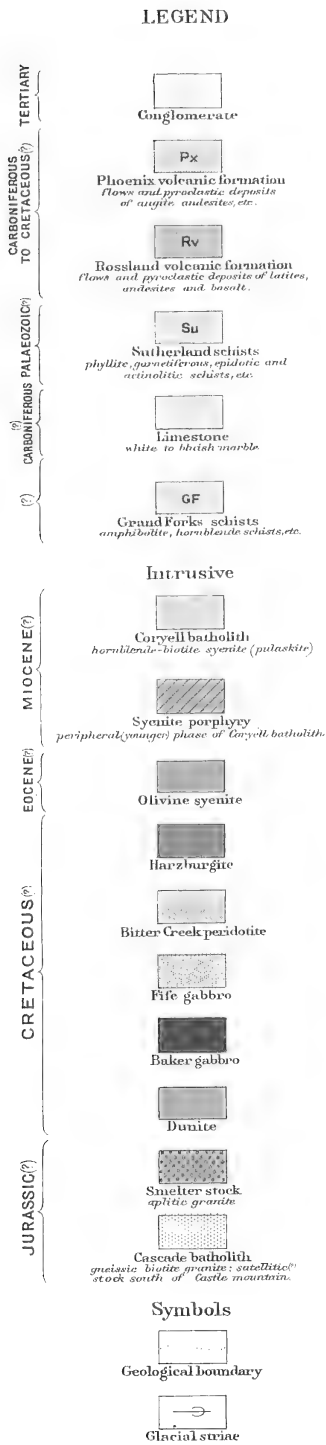 LEGEND
TERTIARY
Conglomerate
CARBONIFEROUS
TO CRETACEOUS(?)
Px
Phoenix volcanic formation
flows and pyroclastic deposits
of augite andesites, etc.
Rv
Rossland volcanic formation
flows and pyroclastic deposits of latites,
andesites and basalt.
PALAEOZOIC(?)
Su
Sutherland schists
phyllite, garnetiferous, epidotic and
actinolitic schists, etc.
CARBONIFEROUS
(?)
Limestone
white to bluish marble
(?)
GF
Grand Forks schists
amphibolite, hornblende schists, etc.
Intrusive
MIOCENE(?)
Coryell batholith
hornblende-biotite syenite (pulaskite)
Syenite porphyry
peripheral (younger) phase of Coryell batholith
EOCENE(?)
Olivine syenite
CRETACEOUS(?)
Harzburgite
Bitter Creek peridotite
Fife gabbro
Baker gabbro
Dunite
JURASSIC(?)
Smelter stock
aplitic granite
Cascade batholith
gneissic biotite granite; satellitic(?)
stock south of Castle mountain.
Symbols
Geological boundary
Glacial striae